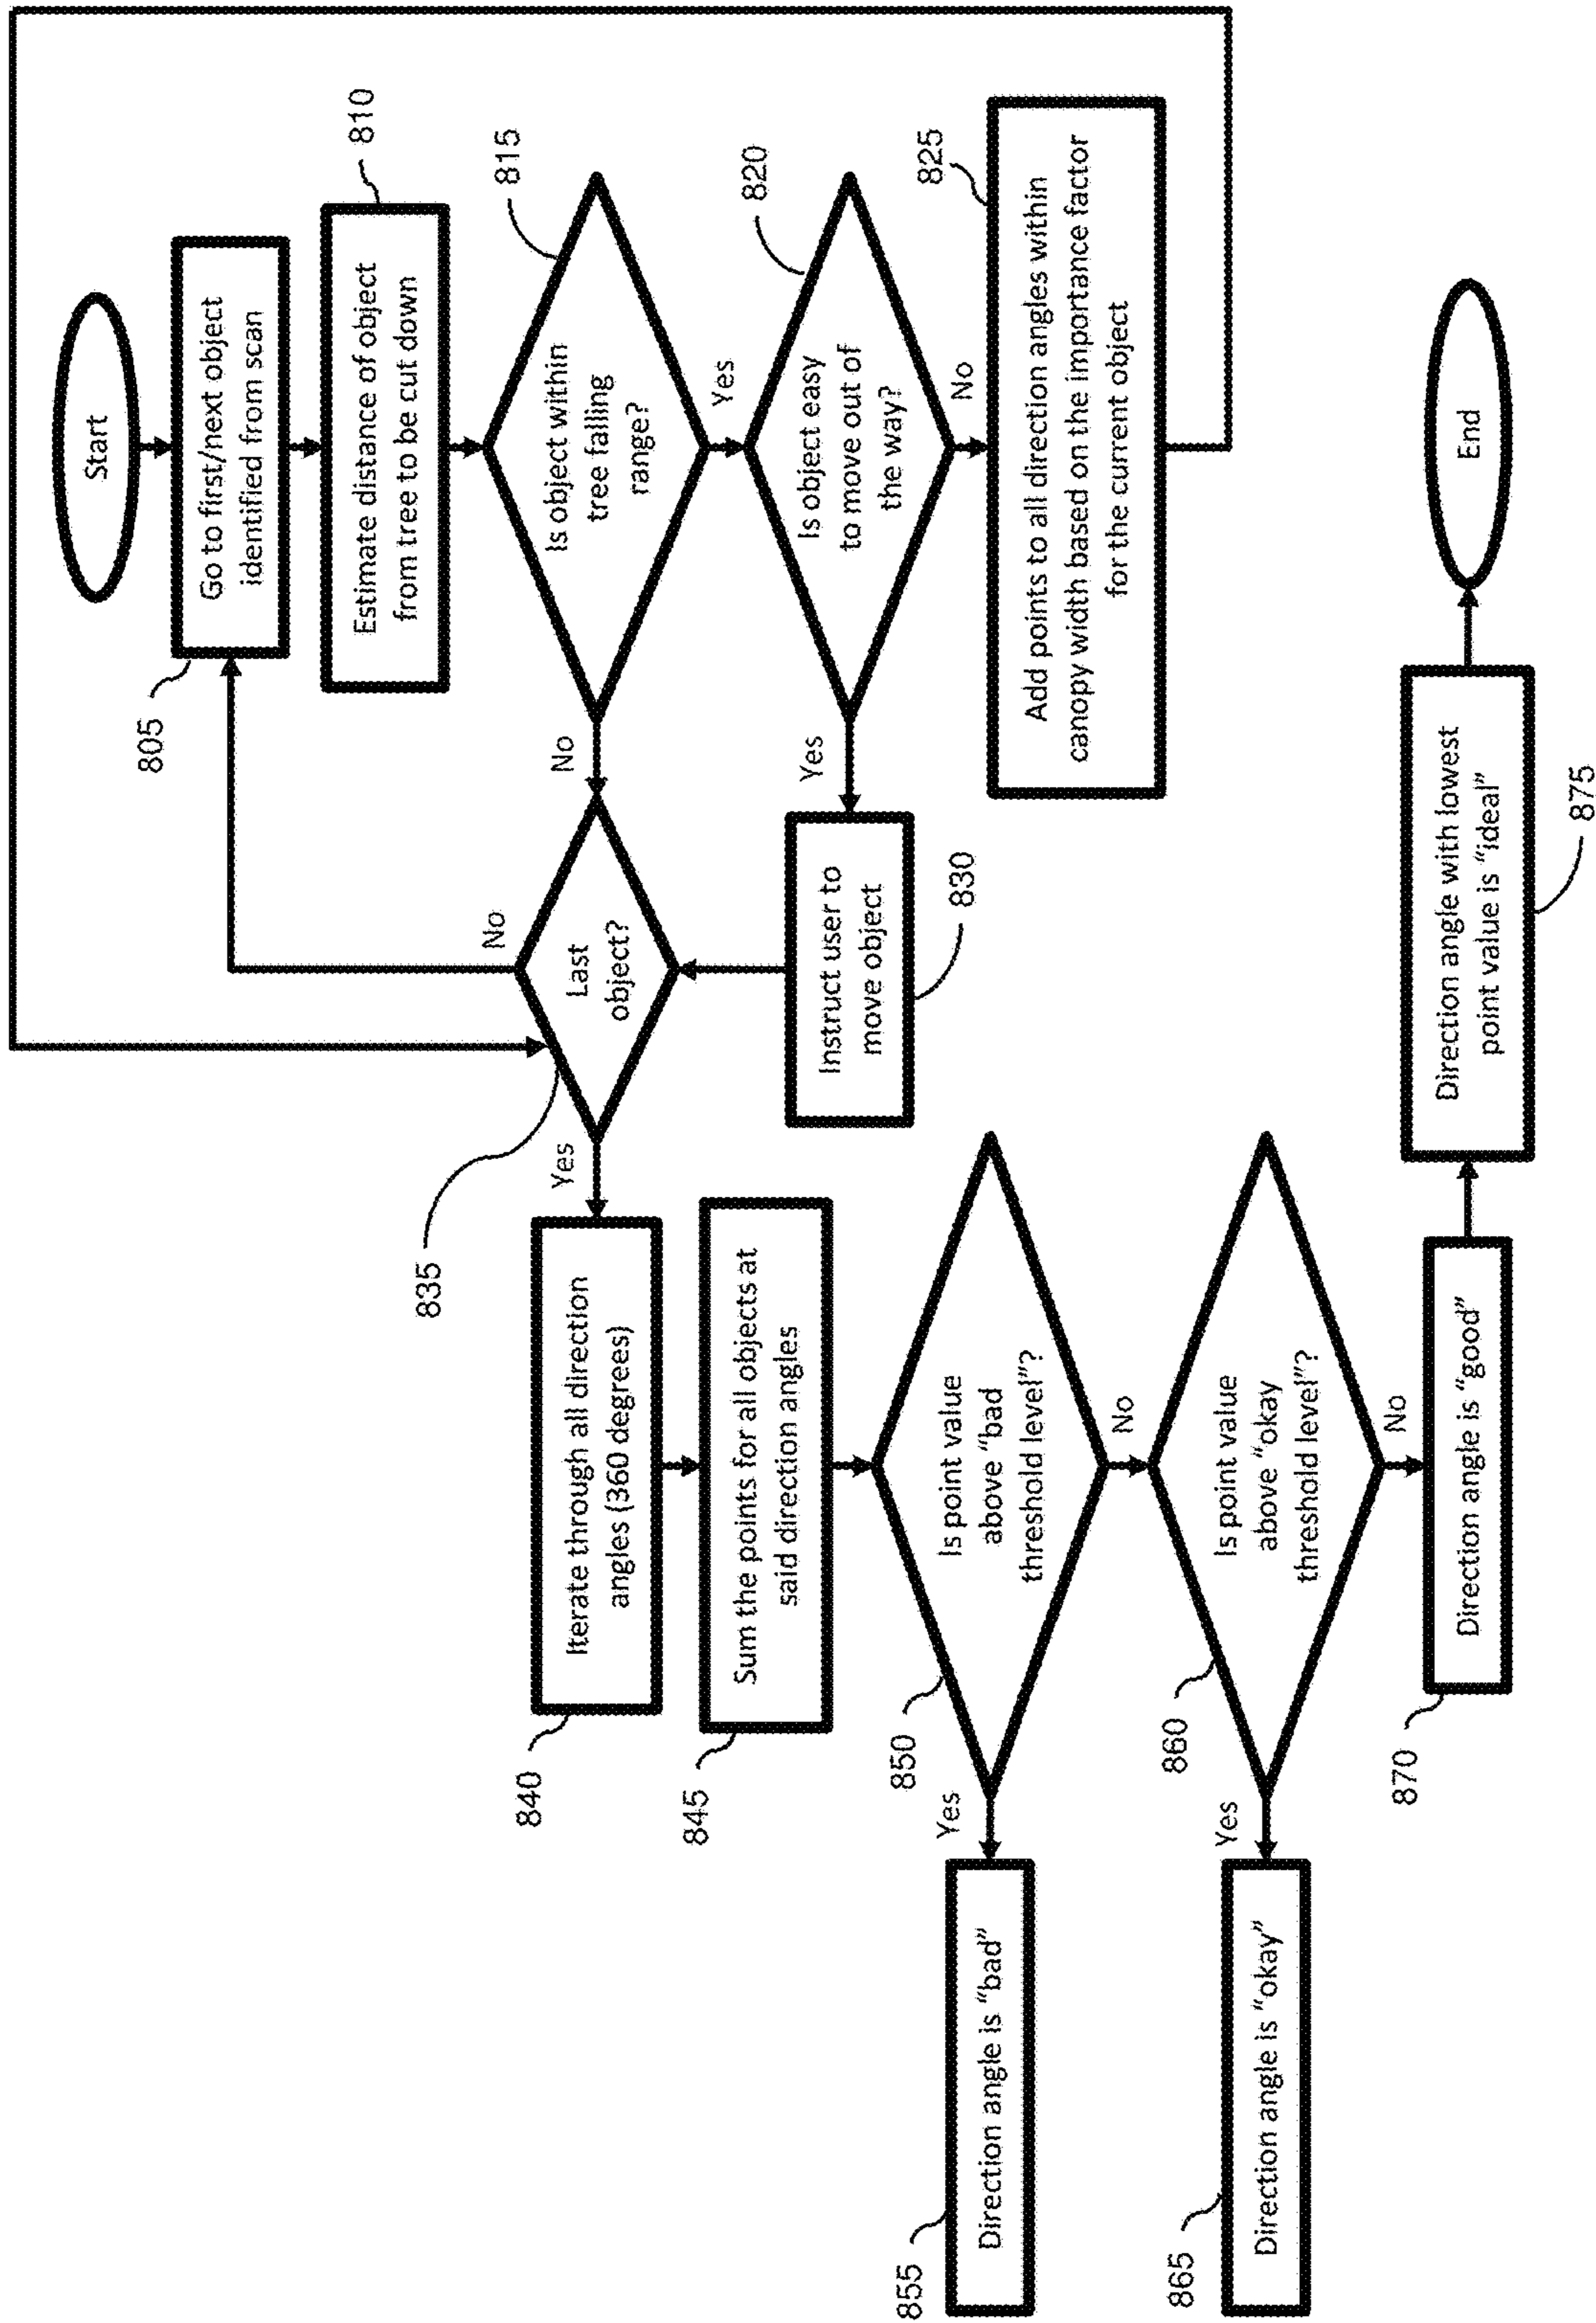 Start
805
Go to first/next object
identified from scan
810
Estimate distance of object
from tree to be cut down
815
Is object within
tree falling
range?
No
Yes
820
Is object easy
to move out of
the way?
Yes
No
825
Add points to all direction angles within
canopy width based on the importance factor
for the current object
830
Instruct user to
move object
835
Last
object?
No
Yes
840
Iterate through all direction
angles (360 degrees)
845
Sum the points for all objects at
said direction angles
850
Is point value
above “bad
threshold level”?
Yes
No
855
Direction angle is “bad”
860
Is point value
above “okay
threshold level”?
Yes
No
865
Direction angle is “okay”
870
Direction angle is “good”
875
Direction angle with lowest
point value is “ideal”
End